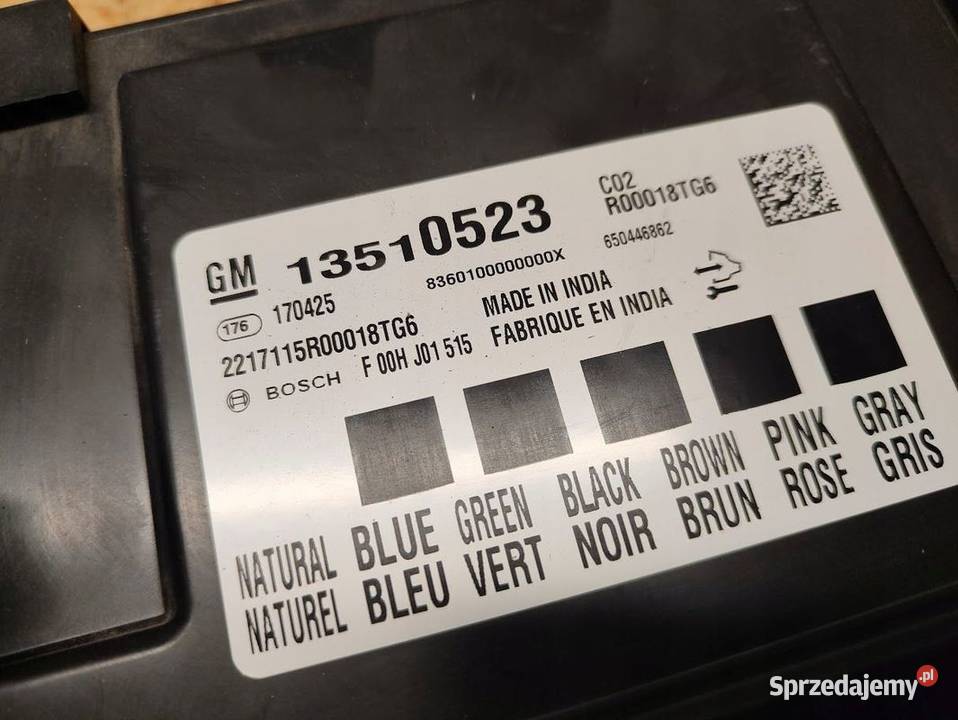 GM 13510523
C02
R00018TG6
176 170425
8360100000000X
650446862
2217115R00018TG6
MADE IN INDIA
FABRIQUE EN INDIA
BOSCH F 00H J01 515
NATURAL BLUE GREEN BLACK BROWN PINK GRAY
NATUREL BLEU VERT NOIR BRUN ROSE GRIS
Sprzedajemy.pl